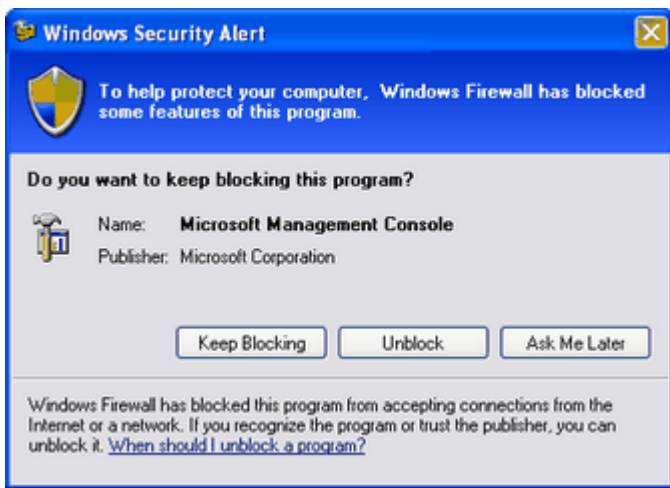 Windows Security Alert
To help protect your computer, Windows Firewall has blocked
some features of this program.
Do you want to keep blocking this program?
Name: Microsoft Management Console
Publisher: Microsoft Corporation
Keep Blocking Unblock Ask Me Later
Windows Firewall has blocked this program from accepting connections from the
Internet or a network. If you recognize the program or trust the publisher, you can
unblock it. When should I unblock a program?